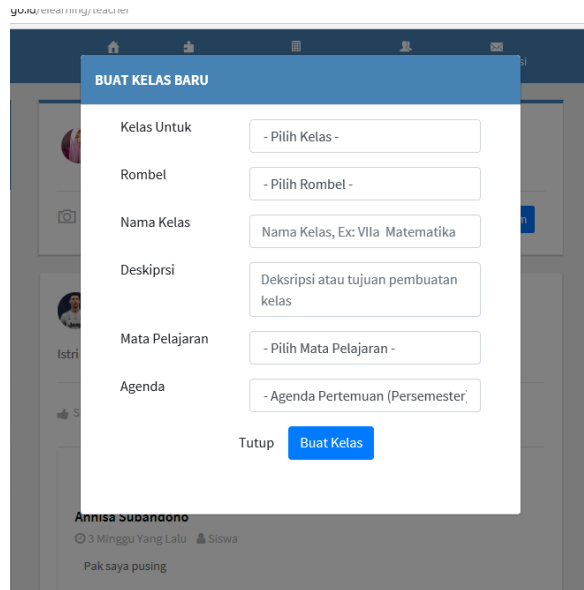 go.id/elearning/teacher
si
BUAT KELAS BARU
Kelas Untuk
- Pilih Kelas -
Rombel
- Pilih Rombel -
Nama Kelas
Nama Kelas, Ex: VIIa Matematika
Deskiprsi
Deksripsi atau tujuan pembuatan
kelas
Mata Pelajaran
- Pilih Mata Pelajaran -
Istri
Agenda
- Agenda Pertemuan (Persemester)
S
Tutup
Buat Kelas
Annisa Subandono
3 Minggu Yang Lalu Siswa
Pak saya pusing